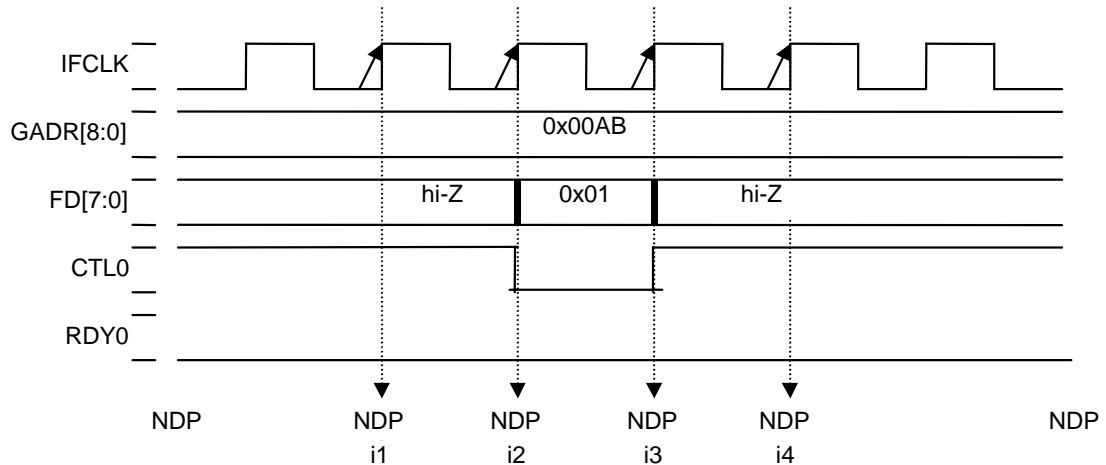 IFCLK
GADR[8:0]
0x00AB
FD[7:0]
hi-Z 0x01 hi-Z
CTL0
RDY0
NDP NDP NDP NDP NDP NDP
i1 i2 i3 i4